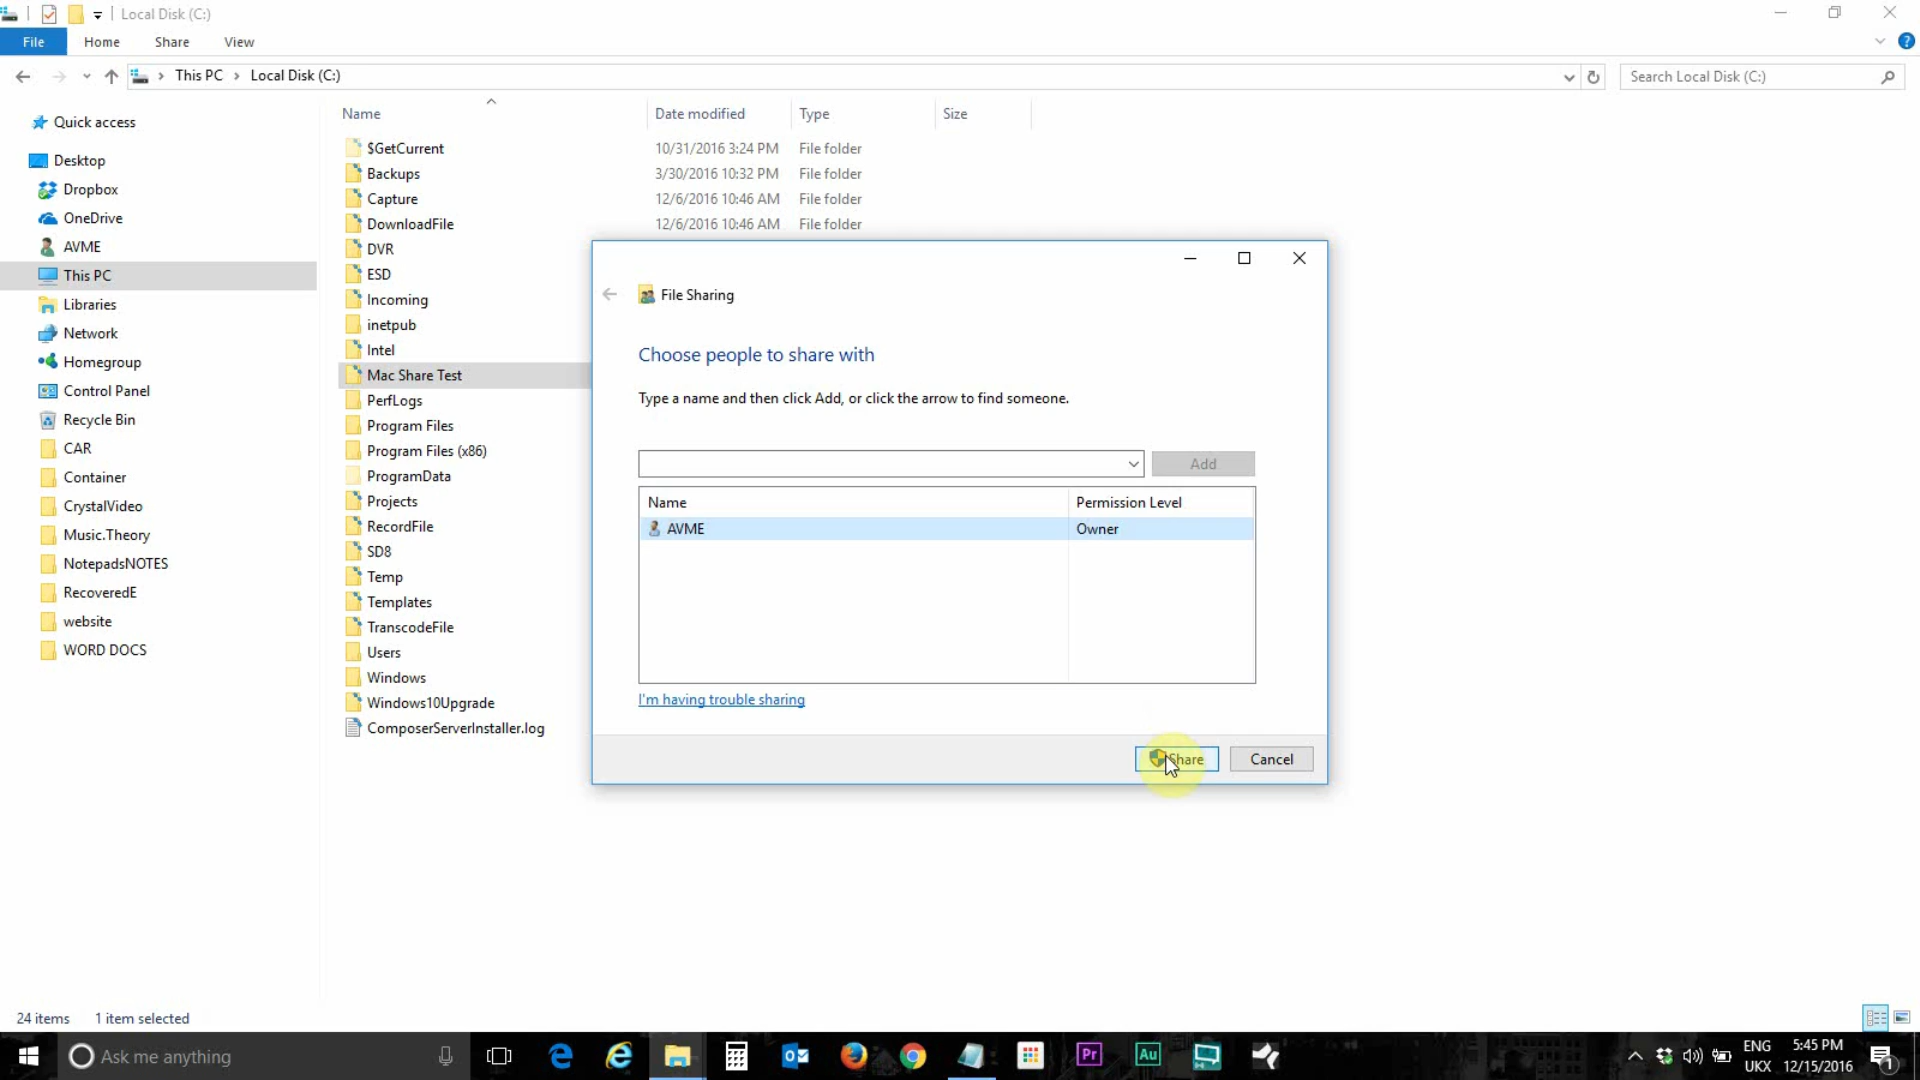 Local Disk (C:)
File Home Share View
This PC > Local Disk (C:)
Search Local Disk (C:)
Quick access
Desktop
Dropbox
OneDrive
AVME
This PC
Libraries
Network
Homegroup
Control Panel
Recycle Bin
CAR
Container
CrystalVideo
Music.Theory
NotepadsNOTES
RecoveredE
website
WORD DOCS
Name Date modified Type Size
$GetCurrent 10/31/2016 3:24 PM File folder
Backups 3/30/2016 10:32 PM File folder
Capture 12/6/2016 10:46 AM File folder
DownloadFile 12/6/2016 10:46 AM File folder
DVR
ESD
Incoming
inetpub
Intel
Mac Share Test
PerfLogs
Program Files
Program Files (x86)
ProgramData
Projects
RecordFile
SD8
Temp
Templates
TranscodeFile
Users
Windows
Windows10Upgrade
ComposerServerInstaller.log
File Sharing
Choose people to share with
Type a name and then click Add, or click the arrow to find someone.
Add
Name Permission Level
AVME Owner
I'm having trouble sharing
Share Cancel
24 items 1 item selected
Ask me anything
Pr
Au
ENG
UKX
5:45 PM
12/15/2016
1